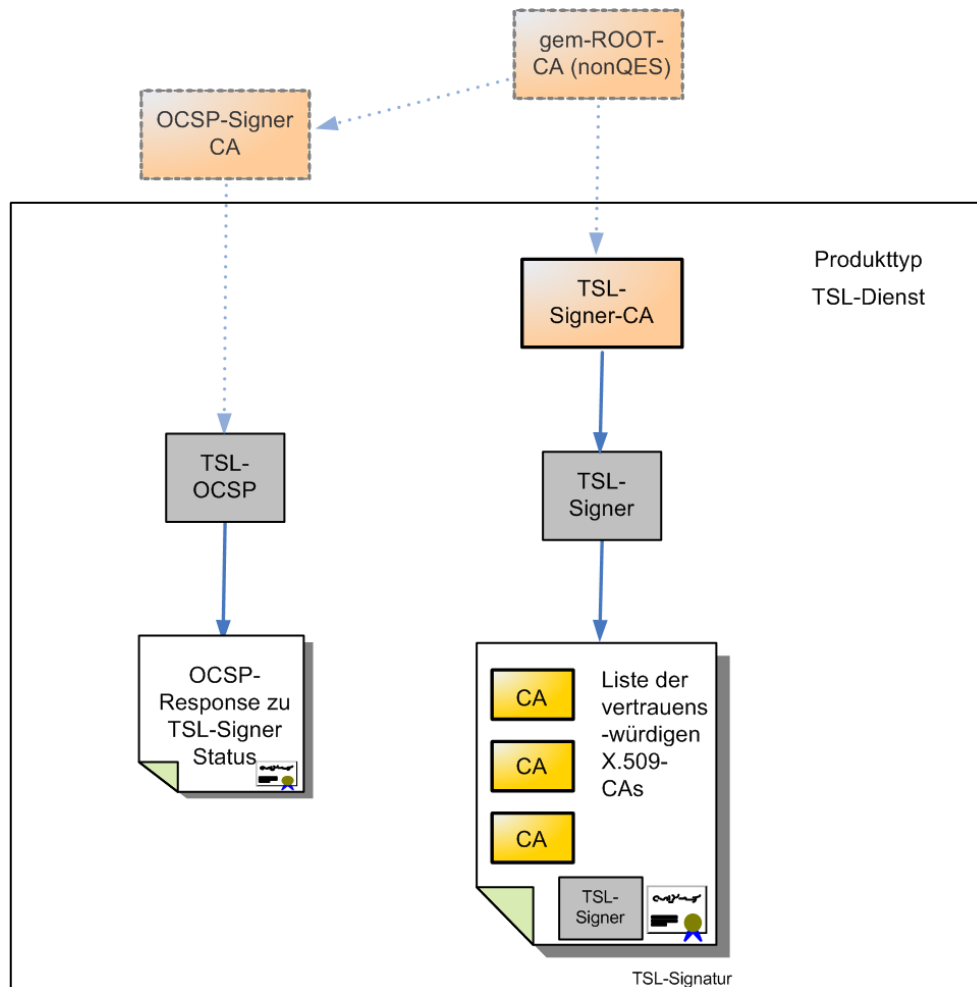 gem-ROOT-
CA (nonQES)
OCSP-Signer
CA
Produkttyp
TSL-Dienst
TSL-
Signer-CA
TSL-
OCSP
TSL-
Signer
OCSP-
Response zu
TSL-Signer
Status
CA
CA
CA
Liste der
vertrauens
-würdigen
X.509-
CAs
TSL-
Signer
TSL-Signatur